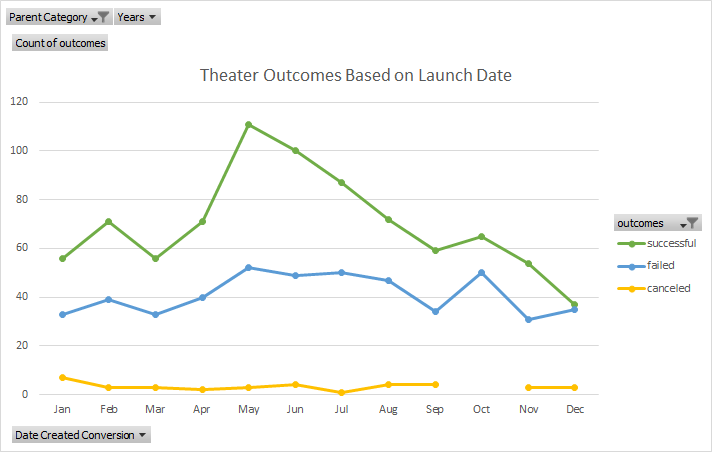 Parent Category Years
Count of outcomes
Theater Outcomes Based on Launch Date
120
100
80
60
40
20
0
Jan Feb Mar Apr May Jun Jul Aug Sep Oct Nov Dec
outcomes
successful
failed
canceled
Date Created Conversion